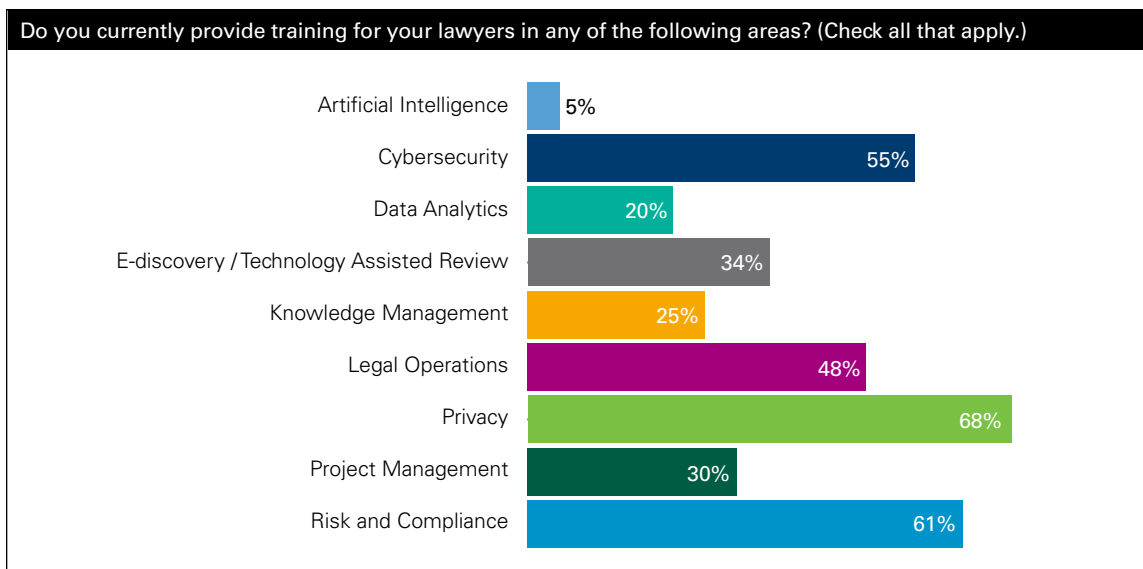 Do you currently provide training for your lawyers in any of the following areas? (Check all that apply.)
Artificial Intelligence 5%
Cybersecurity 55%
Data Analytics 20%
E-discovery / Technology Assisted Review 34%
Knowledge Management 25%
Legal Operations 48%
Privacy 68%
Project Management 30%
Risk and Compliance 61%